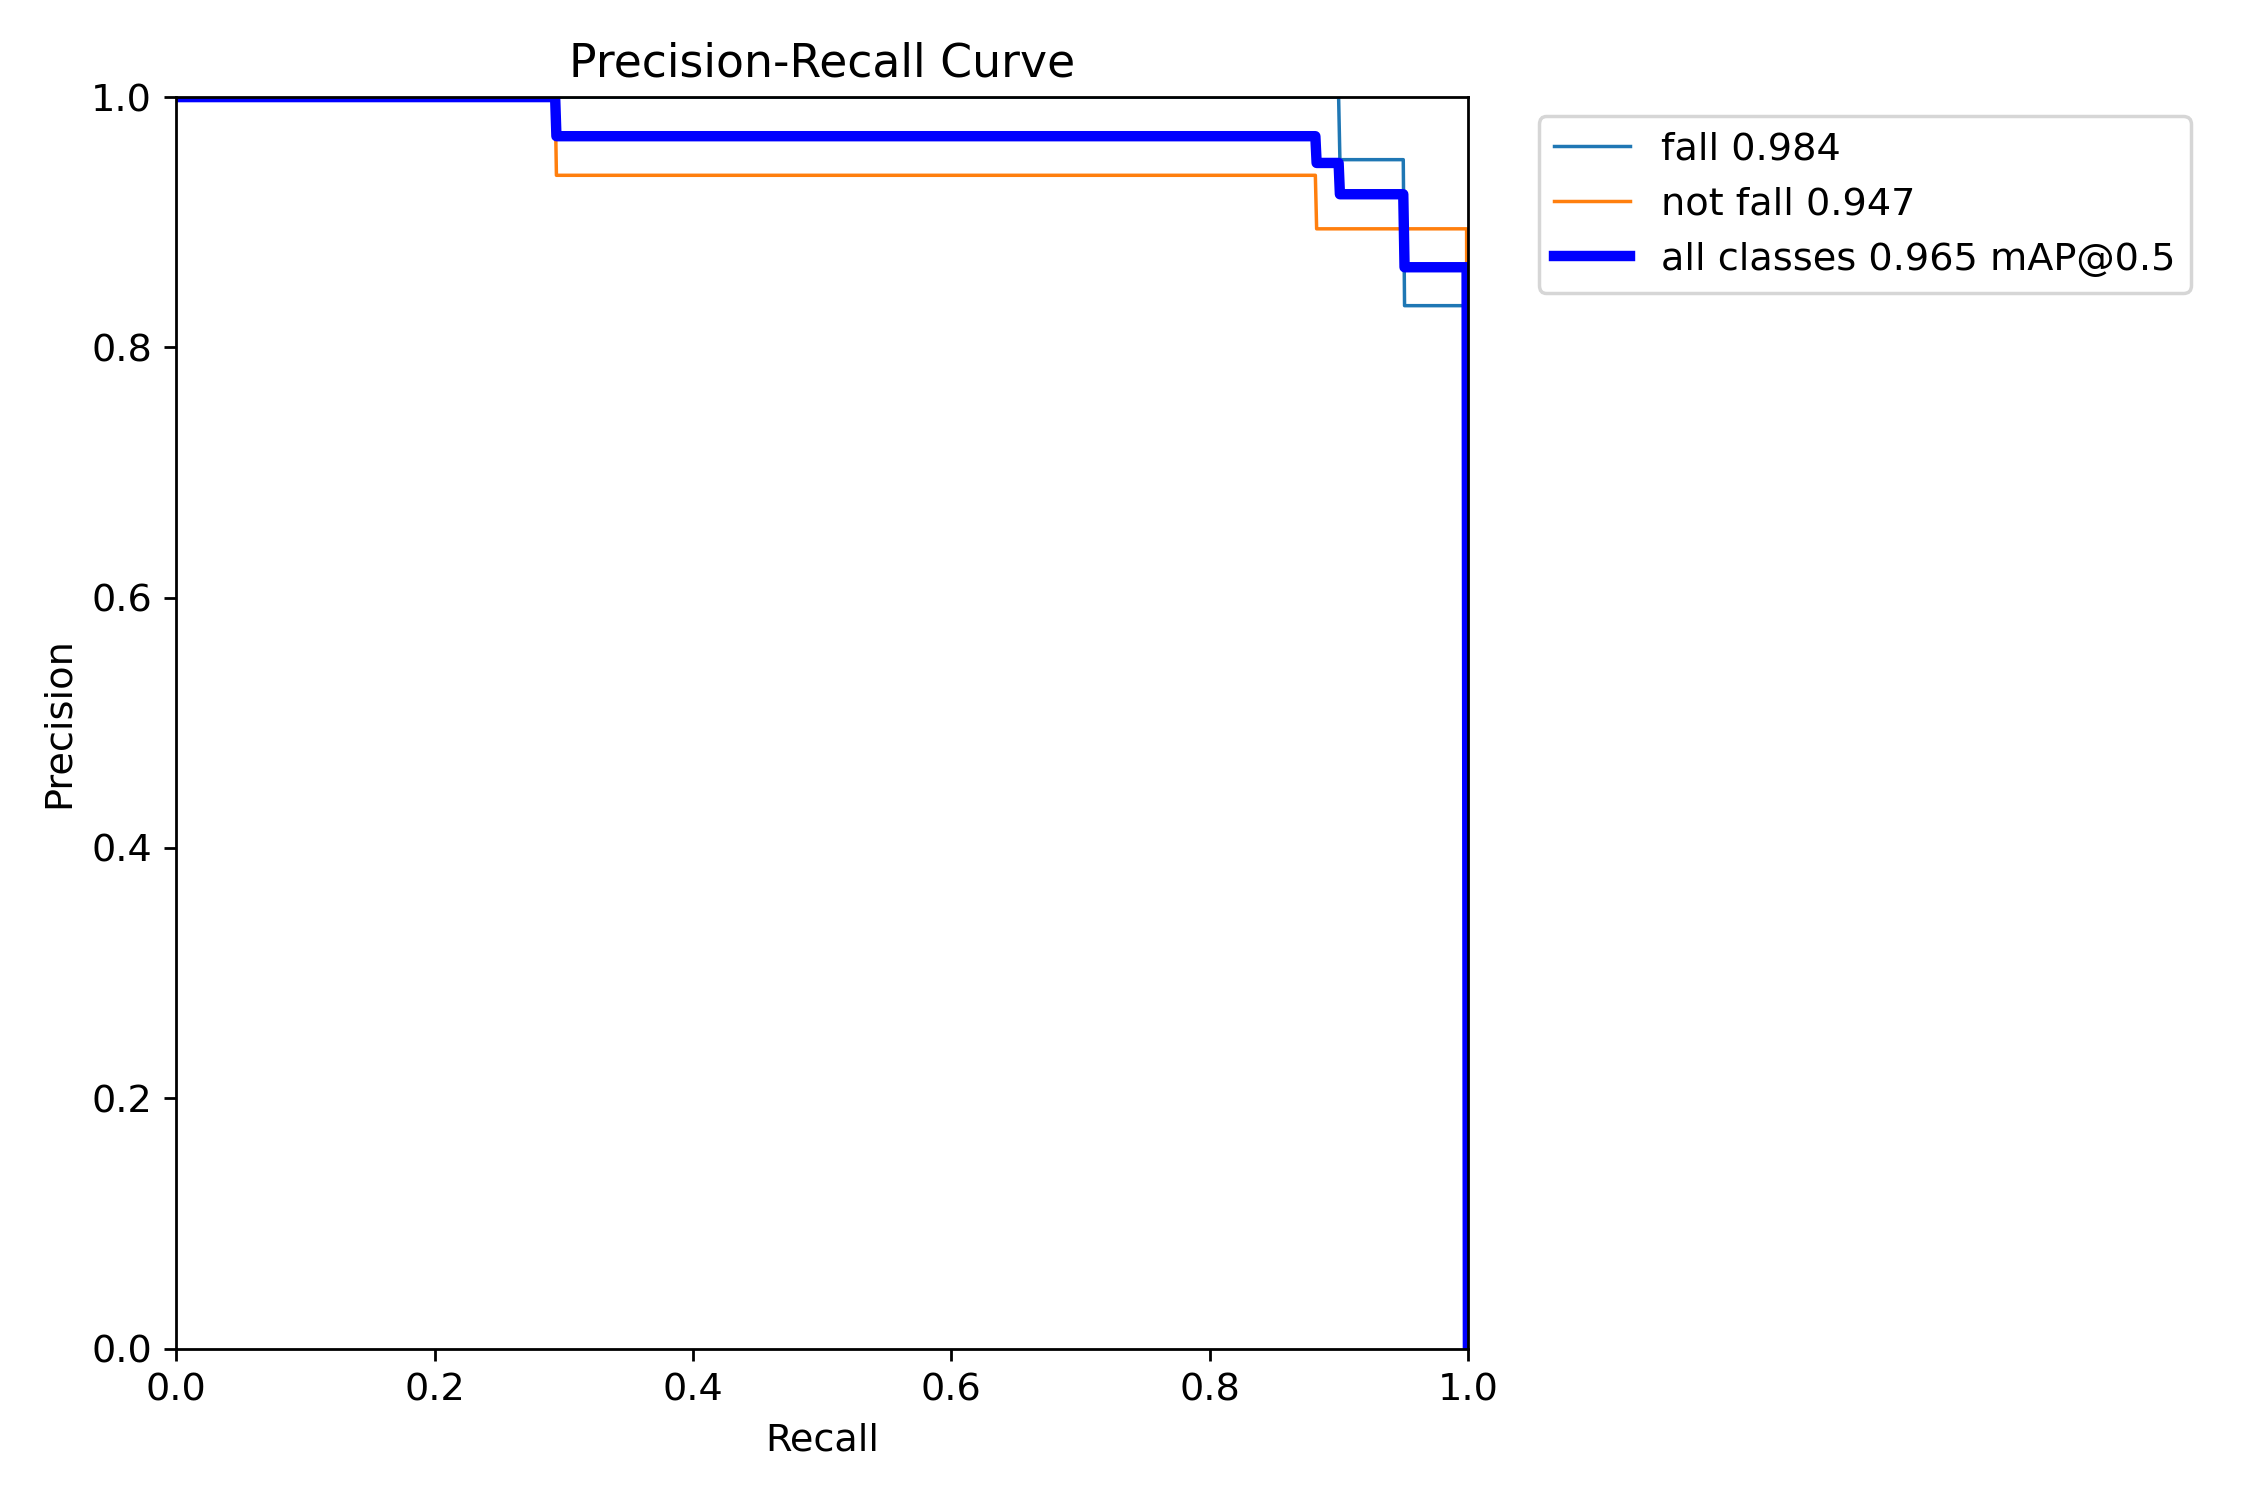 Precision-Recall Curve
1.0
0.8
0.6
0.4
0.2
0.0
Precision
0.0 0.2 0.4 0.6 0.8 1.0
Recall
fall 0.984
not fall 0.947
all classes 0.965 mAP@0.5